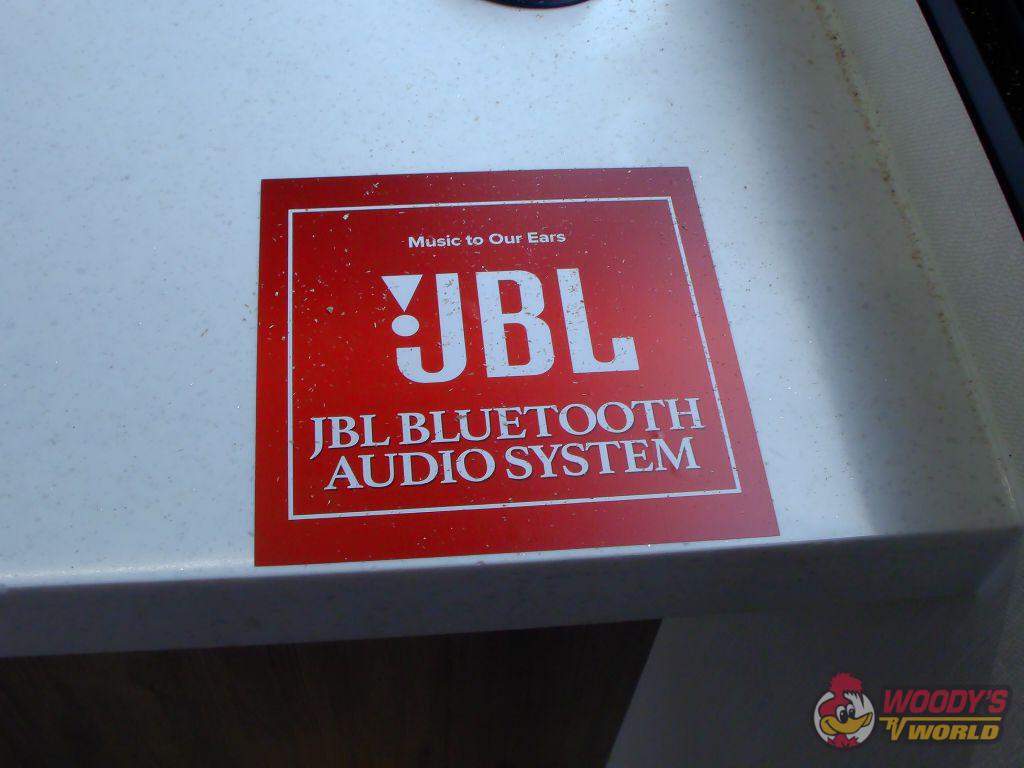 Music to Our Ears
JBL
JBL BLUETOOTH
AUDIO SYSTEM
WOODY'S
RV WORLD